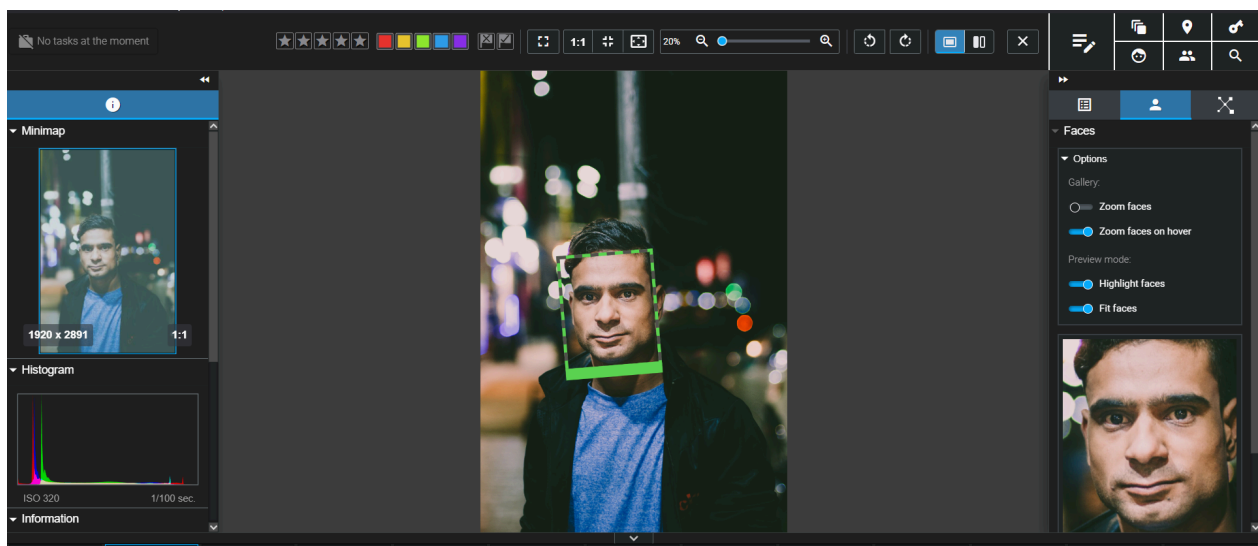 No tasks at the moment
1:1
20%
Minimap
1920 x 2891
1:1
Histogram
ISO 320
1/100 sec.
Information
Faces
Options
Gallery:
Zoom faces
Zoom faces on hover
Preview mode:
Highlight faces
Fit faces